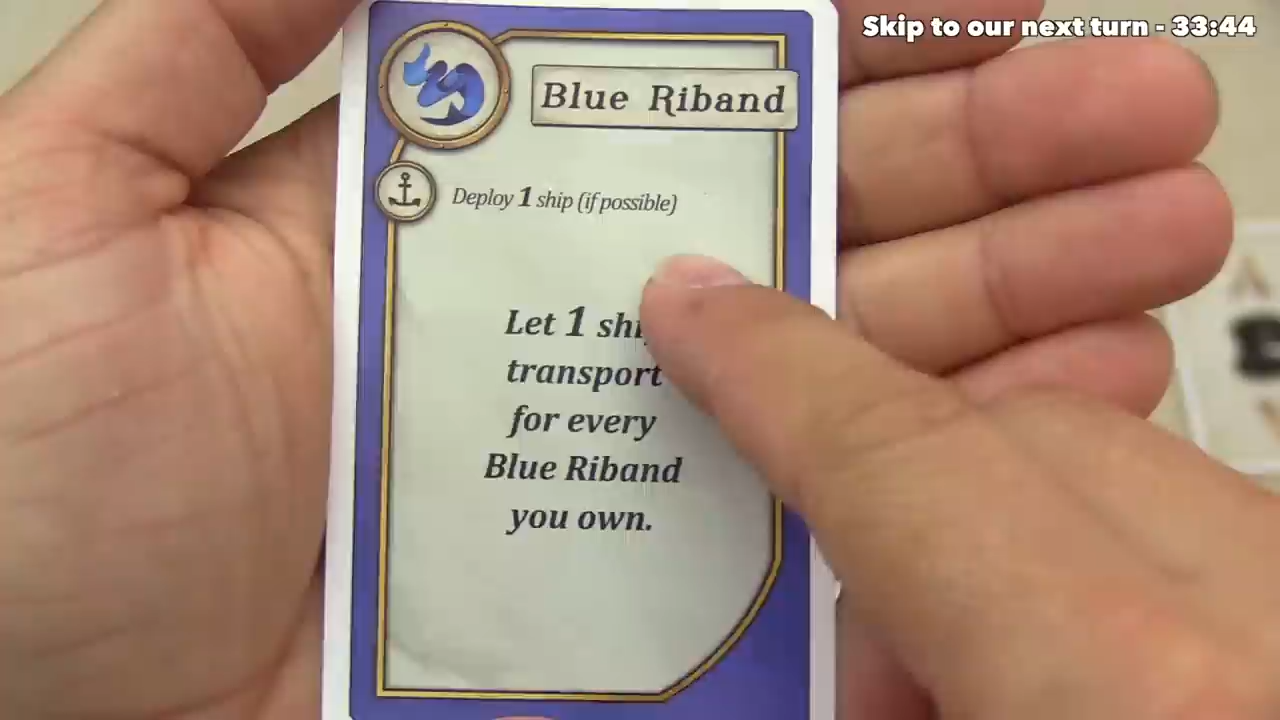 Skip to our next turn - 33:44
Blue Riband
Deploy 1 ship (if possible)
Let 1
transport
for every
Blue Riband
you own.